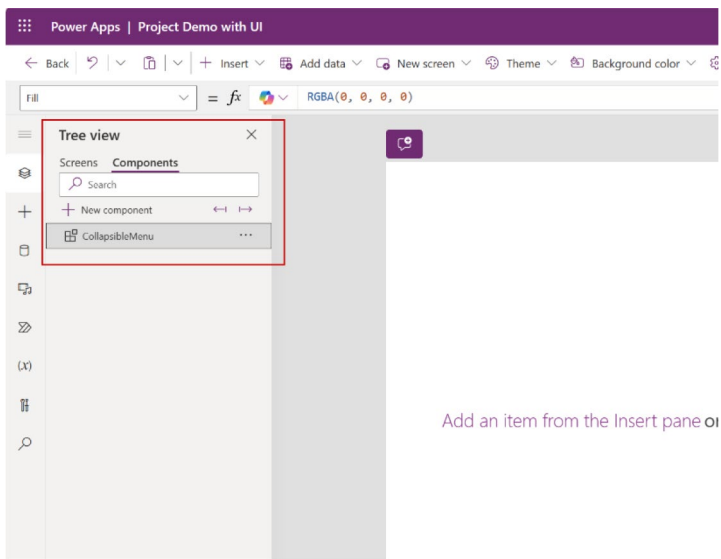 Power Apps | Project Demo with UI
Back Insert Add data New screen Theme Background color
Fill = fx RGBA(0, 0, 0, 0)
Tree view
Screens Components
Search
New component
CollapsibleMenu ...
(x)
Add an item from the Insert pane or